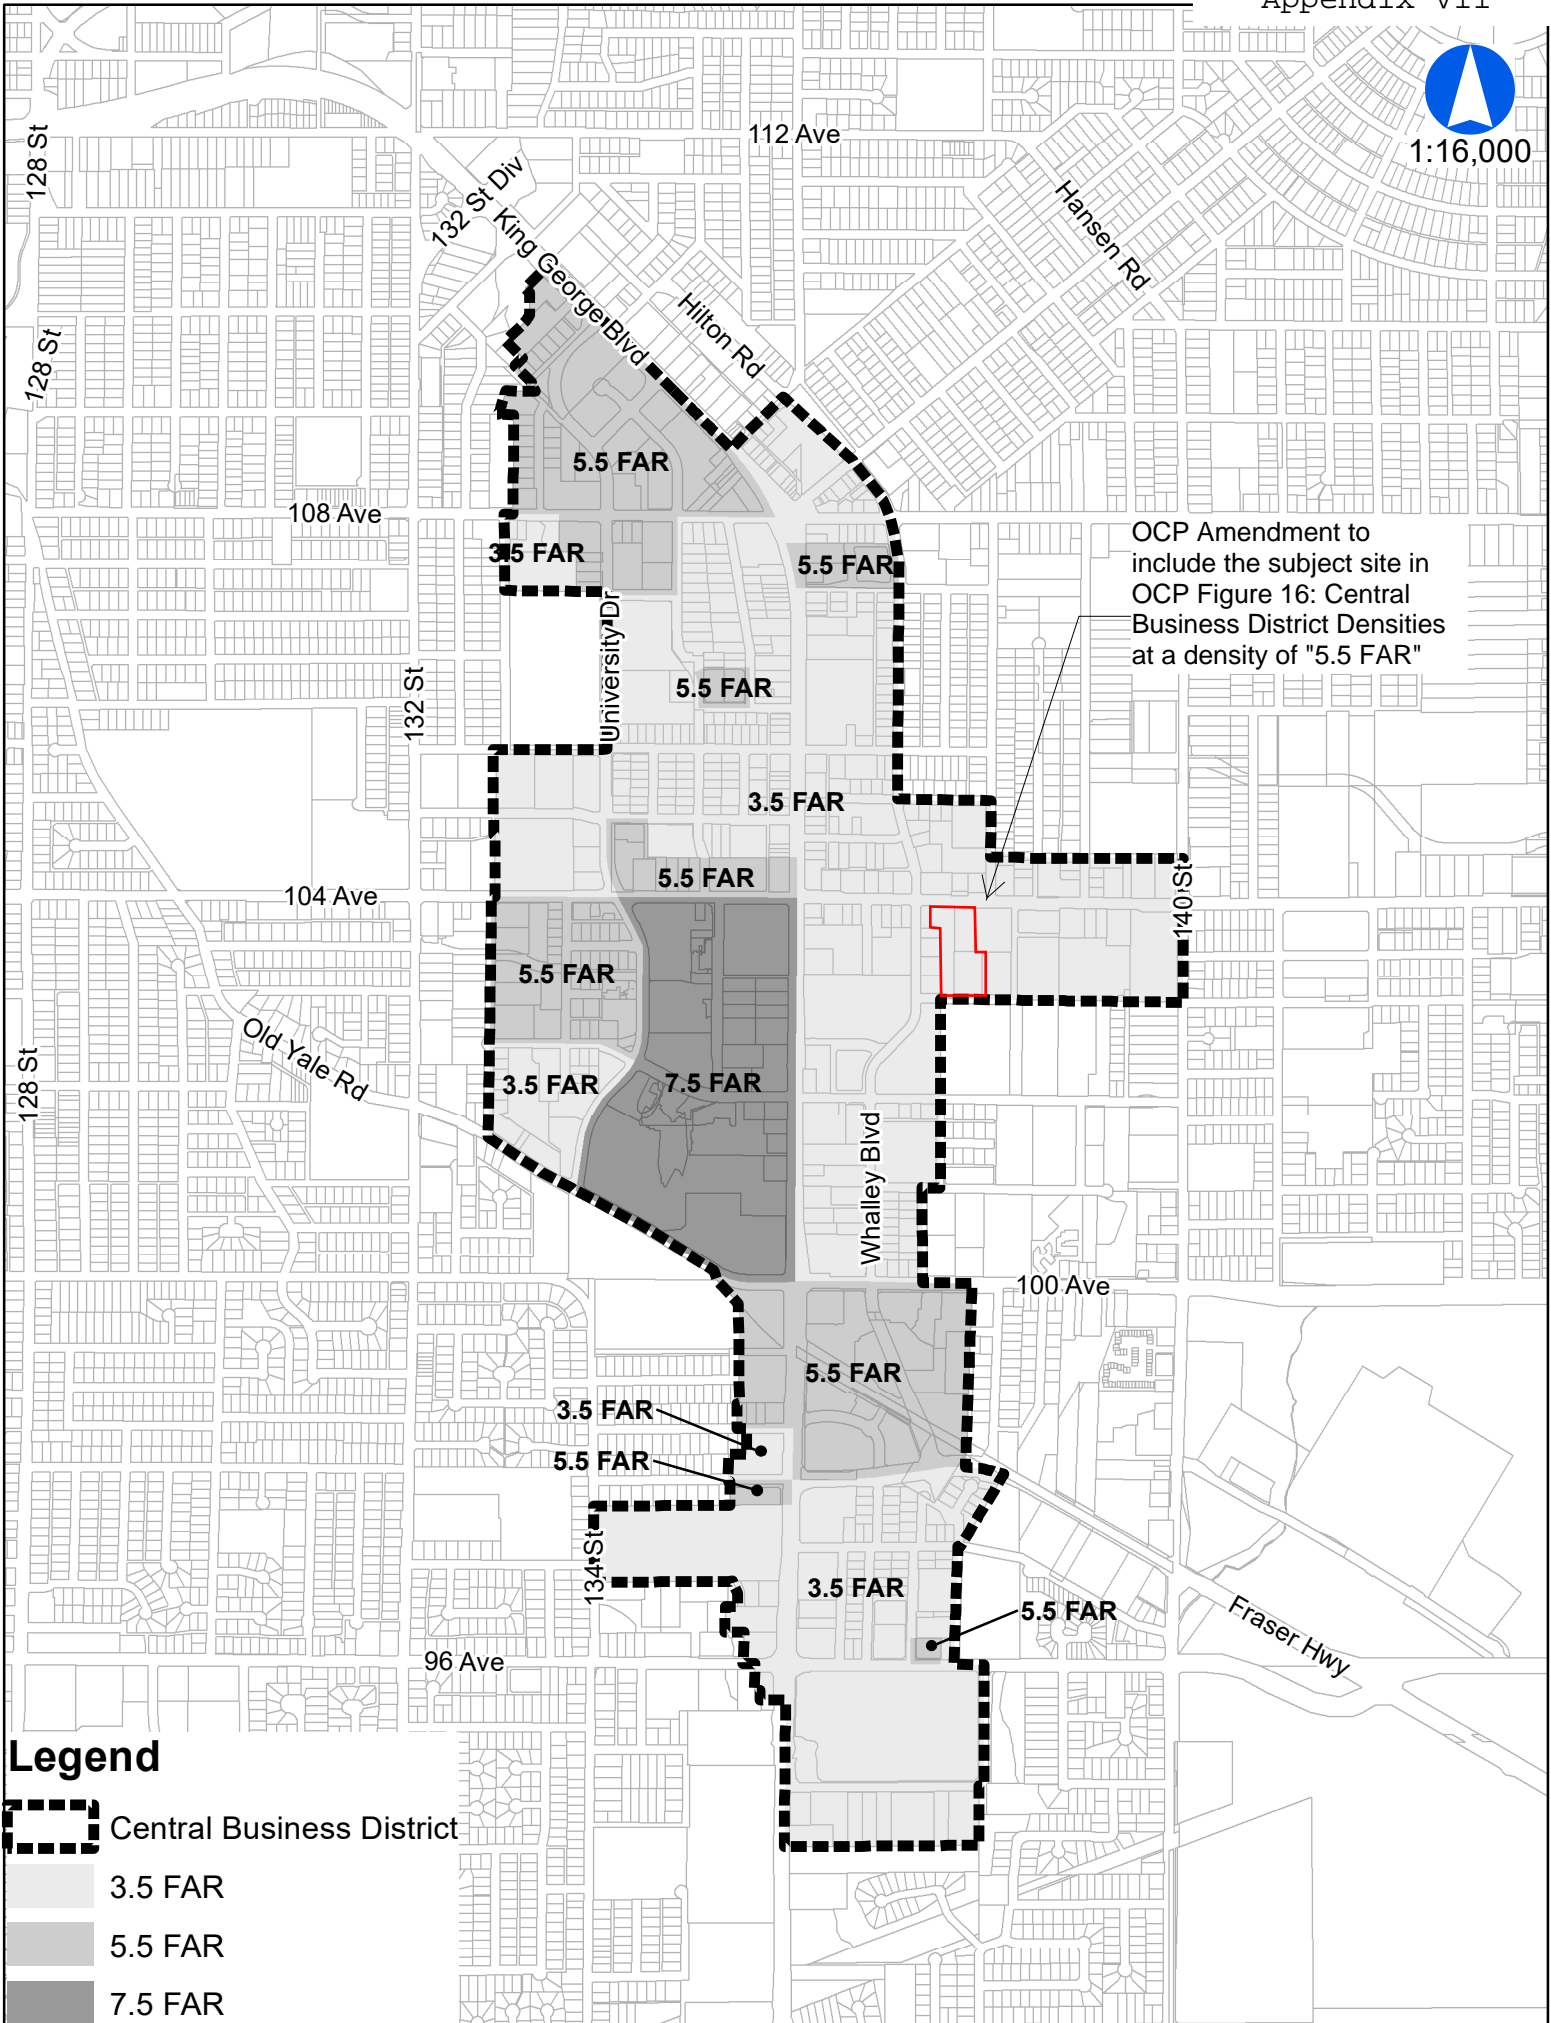 Appendix VII
1:16,000
112 Ave
128 St
132 St Div
King George Blvd
Hansen Rd
Hilton Rd
128 St
5.5 FAR
108 Ave
3.5 FAR
5.5 FAR
OCP Amendment to
include the subject site in
OCP Figure 16: Central
Business District Densities
at a density of "5.5 FAR"
University Dr
132 St
5.5 FAR
3.5 FAR
5.5 FAR
104 Ave
140 St
5.5 FAR
Old Yale Rd
128 St
3.5 FAR
7.5 FAR
Whalley Blvd
100 Ave
5.5 FAR
3.5 FAR
5.5 FAR
134 St
3.5 FAR
5.5 FAR
Fraser Hwy
96 Ave
Legend
Central Business District
3.5 FAR
5.5 FAR
7.5 FAR